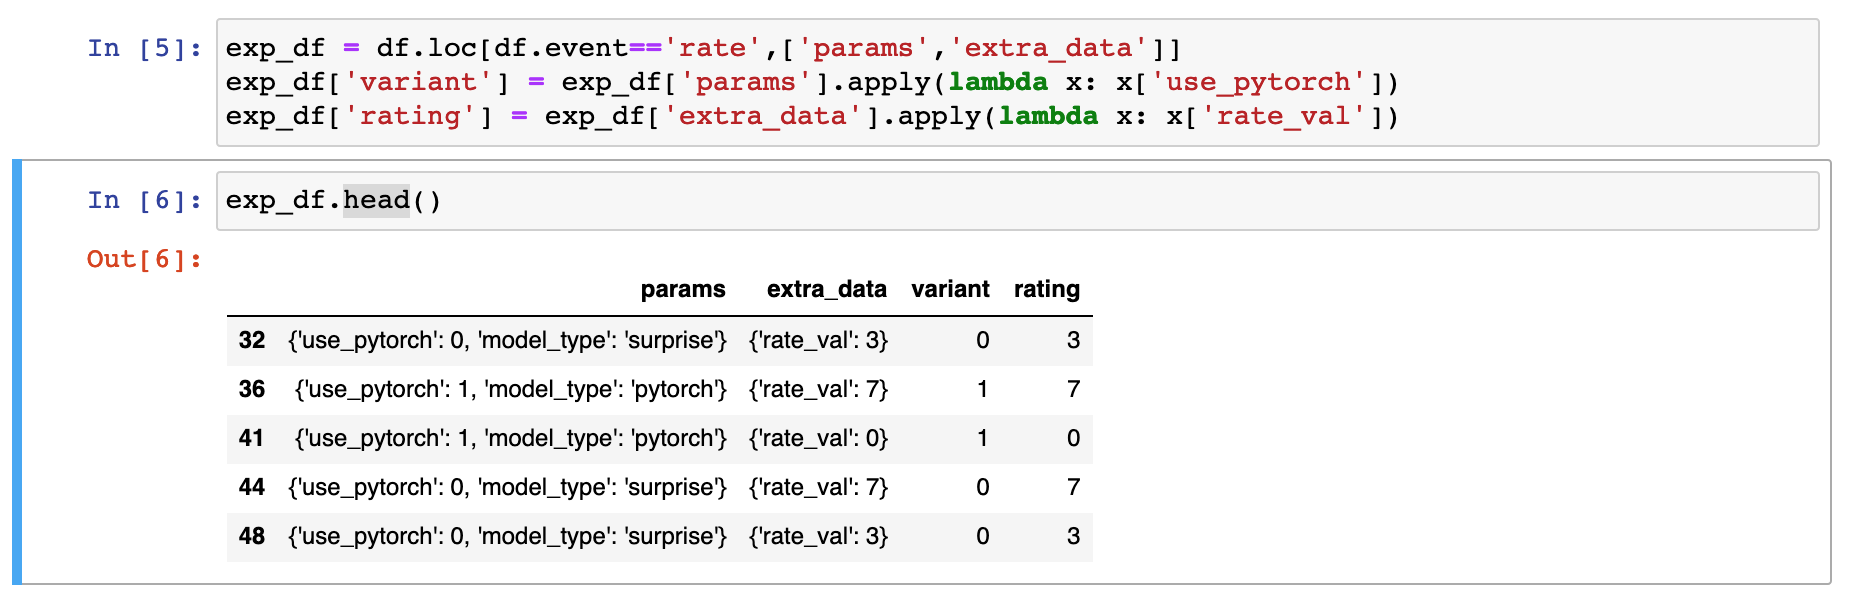 In [5]: exp_df = df.loc[df.event=='rate',['params','extra_data']]
exp_df['variant'] = exp_df['params'].apply(lambda x: x['use_pytorch'])
exp_df['rating'] = exp_df['extra_data'].apply(lambda x: x['rate_val'])
In [6]: exp_df.head()
Out[6]:
params extra_data variant rating
32 {'use_pytorch': 0, 'model_type': 'surprise'} {'rate_val': 3} 0 3
36 {'use_pytorch': 1, 'model_type': 'pytorch'} {'rate_val': 7} 1 7
41 {'use_pytorch': 1, 'model_type': 'pytorch'} {'rate_val': 0} 1 0
44 {'use_pytorch': 0, 'model_type': 'surprise'} {'rate_val': 7} 0 7
48 {'use_pytorch': 0, 'model_type': 'surprise'} {'rate_val': 3} 0 3